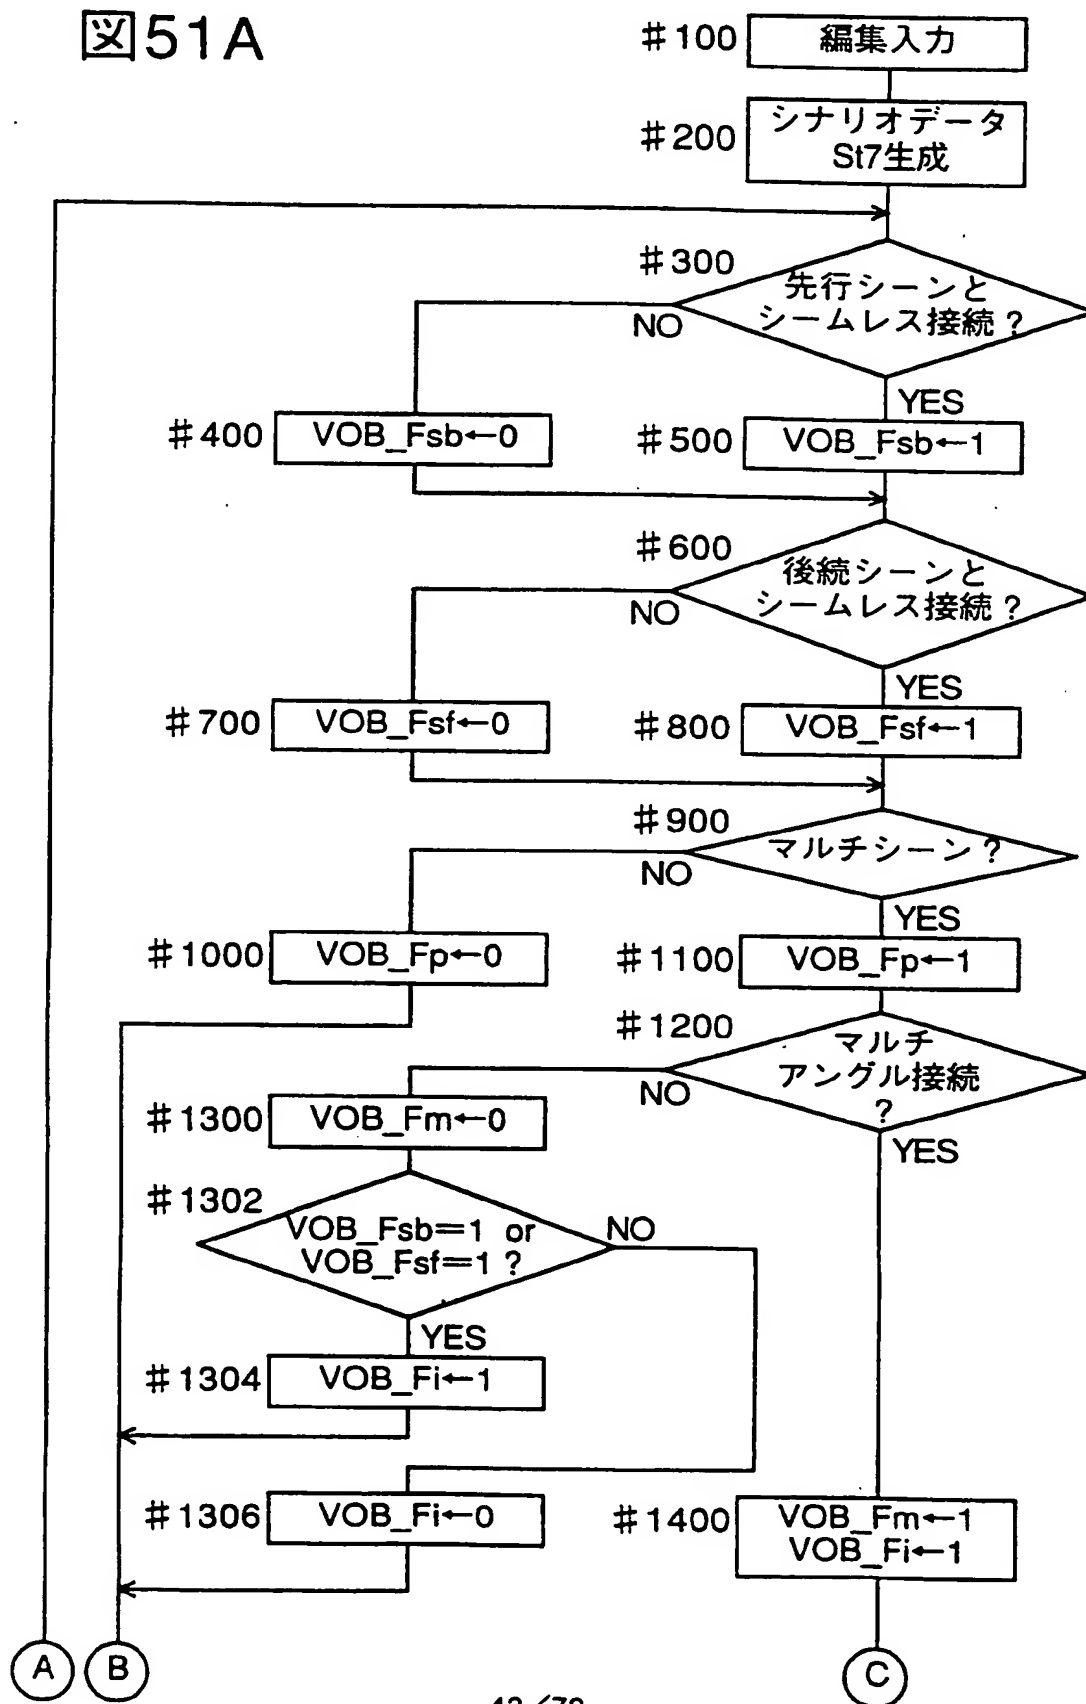 図51A
#100
編集入力
#200
シナリオデータ
St7生成
#300
先行シーンと
シームレス接続?
NO
YES
#400
VOB_Fsb←0
#500
VOB_Fsb←1
#600
後続シーンと
シームレス接続?
NO
YES
#700
VOB_Fsf←0
#800
VOB_Fsf←1
#900
マルチシーン?
NO
YES
#1000
VOB_Fp←0
#1100
VOB_Fp←1
#1200
マルチ
アングル接続
?
NO
YES
#1300
VOB_Fm←0
#1302
VOB_Fsb=1 or
VOB_Fsf=1 ?
NO
YES
#1304
VOB_Fi←1
#1306
VOB_Fi←0
#1400
VOB_Fm←1
VOB_Fi←1
A
B
C